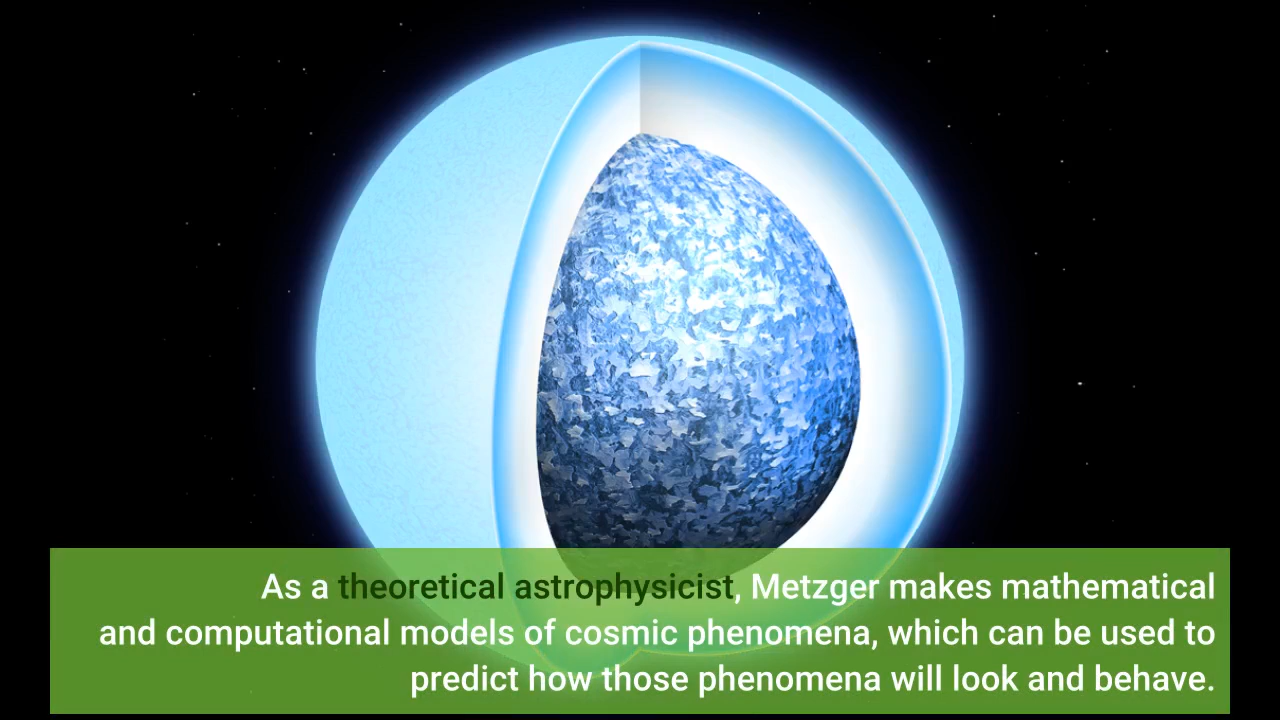 As a theoretical astrophysicist, Metzger makes mathematical
and computational models of cosmic phenomena, which can be used to
predict how those phenomena will look and behave.